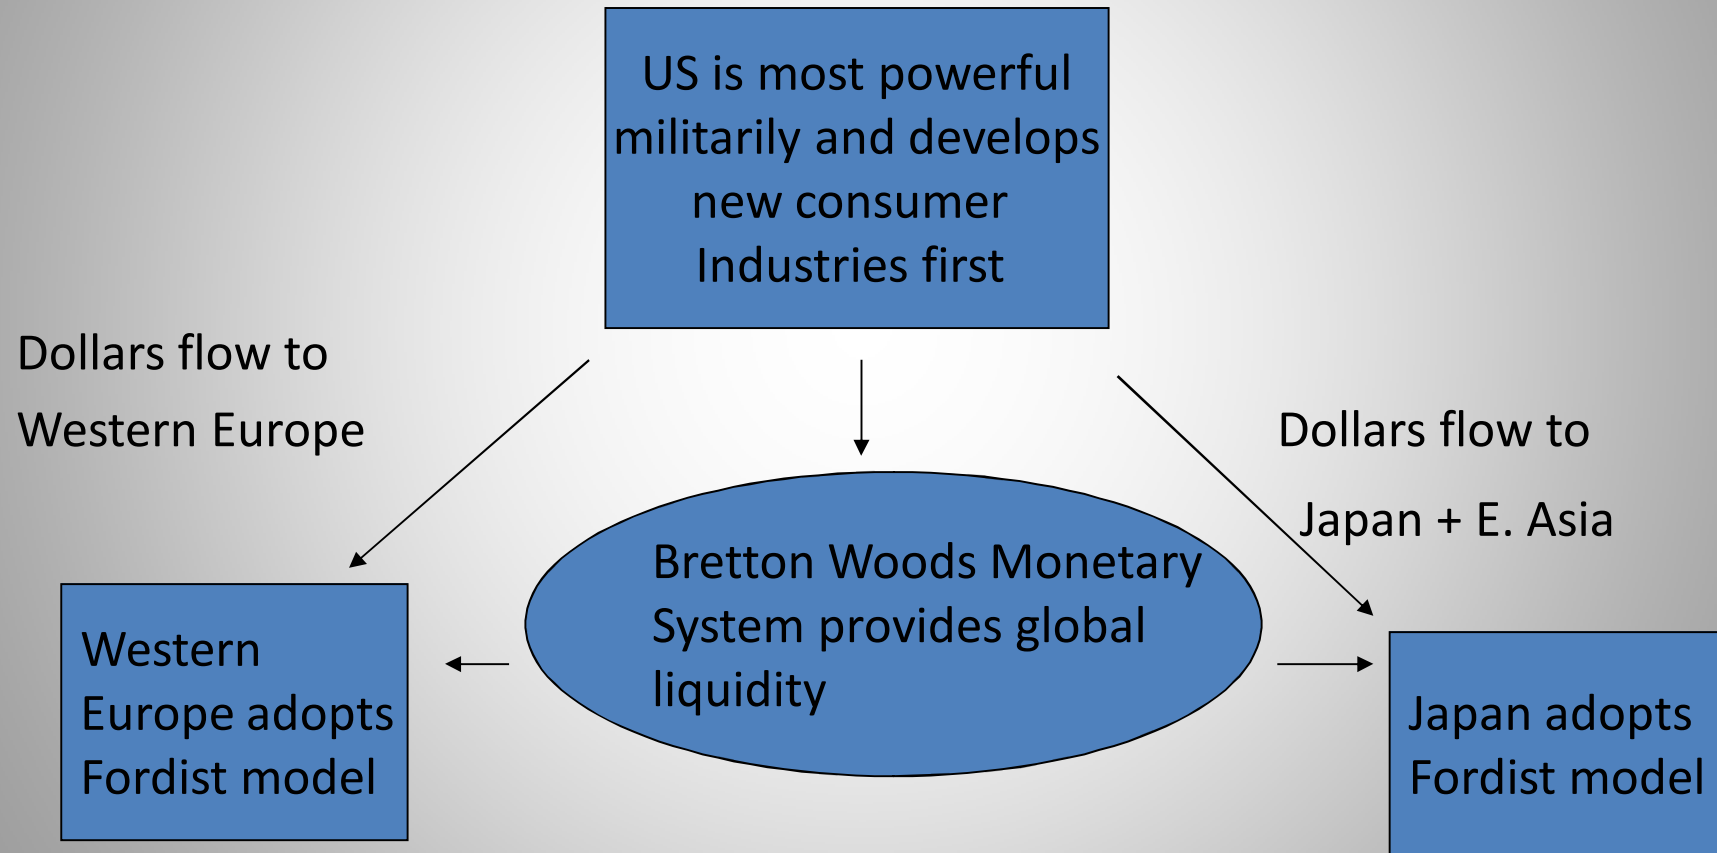 US is most powerful
militarily and develops
new consumer
Industries first
Dollars flow to
Western Europe
Dollars flow to
Japan + E. Asia
Bretton Woods Monetary
System provides global
liquidity
Western
Europe adopts
Fordist model
Japan adopts
Fordist model